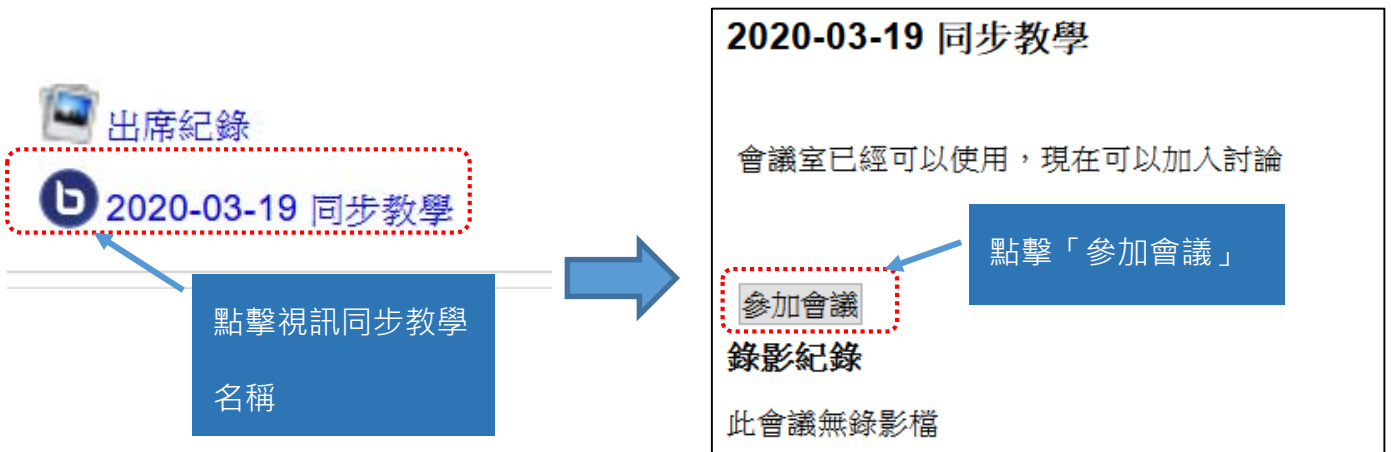 出席紀錄
2020-03-19 同步教學
點擊視訊同步教學
名稱
2020-03-19 同步教學
會議室已經可以使用，現在可以加入討論
點擊「參加會議」
參加會議
錄影紀錄
此會議無錄影檔